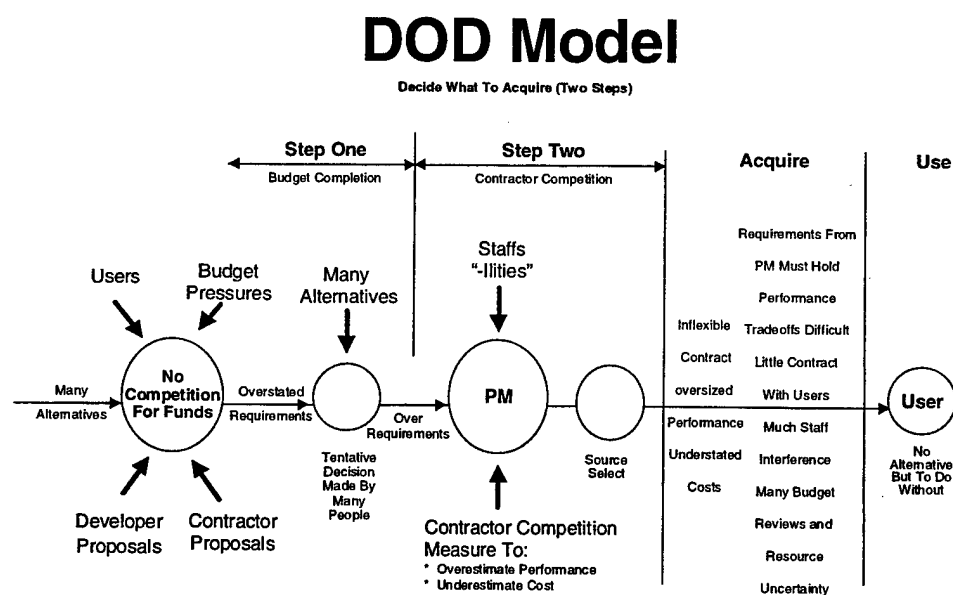 DOD Model
Decide What To Acquire (Two Steps)
Step One
Budget Completion
Step Two
Contractor Competition
Acquire
Use
Users
Budget
Pressures
Many
Alternatives
Staffs
"-Ilities"
Many
Alternatives
No
Competition
For Funds
Overstated
Requirements
Over
Requirements
PM
Tentative
Decision
Made By
Many
People
Source
Select
Developer
Proposals
Contractor
Proposals
Contractor Competition
Measure To:
* Overestimate Performance
* Underestimate Cost
Inflexible
Contract
oversized
Performance
Understated
Costs
Requirements From
PM Must Hold
Performance
Tradeoffs Difficult
Little Contract
With Users
Much Staff
Interference
Many Budget
Reviews and
Resource
Uncertainty
User
No
Alternative
But To Do
Without